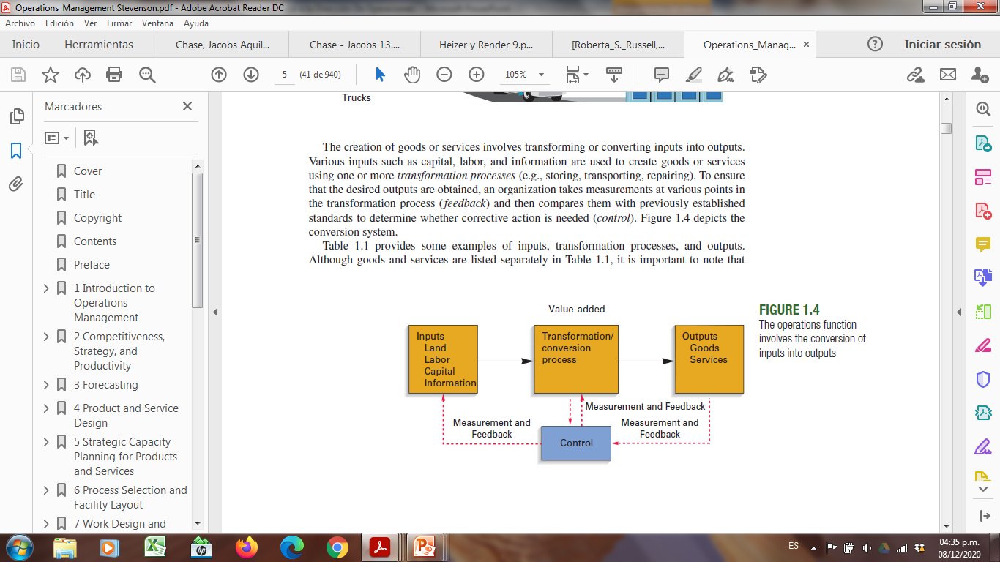 Operations_Management Stevenson.pdf - Adobe Acrobat Reader DC
Archivo Edición Ver Firmar Ventana Ayuda
Inicio Herramientas Chase, Jacobs Aquil... Chase - Jacobs 13.... Heizer y Render 9.p... [Roberta_S._Russell,... Operations_Manag... × ? Iniciar sesión
5 (41 de 940) 105%
Marcadores
Cover
Title
Copyright
Contents
Preface
1 Introduction to
Operations
Management
2 Competitiveness,
Strategy, and
Productivity
3 Forecasting
4 Product and Service
Design
5 Strategic Capacity
Planning for Products
and Services
6 Process Selection and
Facility Layout
7 Work Design and
Trucks
The creation of goods or services involves transforming or converting inputs into outputs.
Various inputs such as capital, labor, and information are used to create goods or services
using one or more transformation processes (e.g., storing, transporting, repairing). To ensure
that the desired outputs are obtained, an organization takes measurements at various points in
the transformation process (feedback) and then compares them with previously established
standards to determine whether corrective action is needed (control). Figure 1.4 depicts the
conversion system.
Table 1.1 provides some examples of inputs, transformation processes, and outputs.
Although goods and services are listed separately in Table 1.1, it is important to note that
Value-added
Inputs
Land
Labor
Capital
Information
Transformation/
conversion
process
Outputs
Goods
Services
Measurement and Feedback
Measurement and
Feedback
Measurement and
Feedback
Control
FIGURE 1.4
The operations function
involves the conversion of
inputs into outputs
ES
04:35 p.m.
08/12/2020